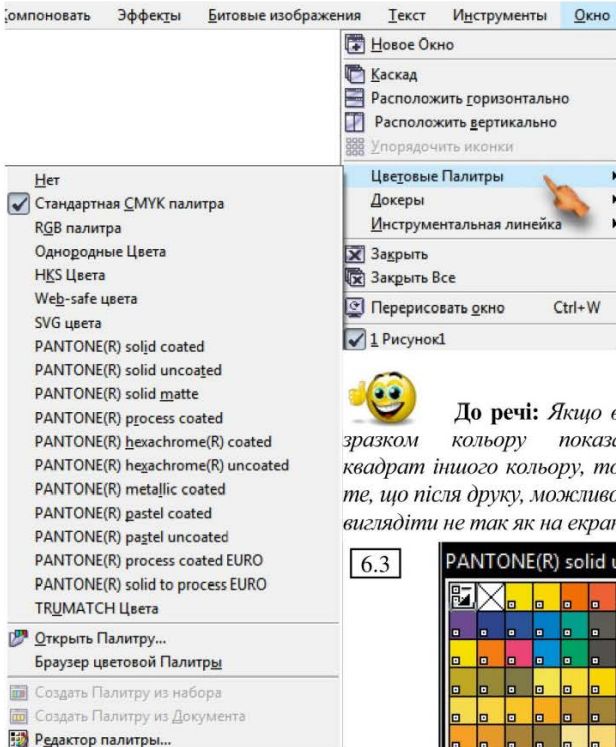 Компоновать Эффекты Битовые изображения Текст Инструменты Окно
Новое Окно
Каскад
Расположить горизонтально
Расположить вертикально
Упорядочить иконки
Цветовые Палитры
Докеры
Инструментальная линейка
Закрыть
Закрыть Все
Перерисовать окно Ctrl+W
1 Рисунок1
Нет
Стандартная CMYK палитра
RGB палитра
Однородные Цвета
HKS Цвета
Web-safe цвета
SVG цвета
PANTONE(R) solid coated
PANTONE(R) solid uncoated
PANTONE(R) solid matte
PANTONE(R) process coated
PANTONE(R) hexachrome(R) coated
PANTONE(R) hexachrome(R) uncoated
PANTONE(R) metallic coated
PANTONE(R) pastel coated
PANTONE(R) pastel uncoated
PANTONE(R) process coated EURO
PANTONE(R) solid to process EURO
TRUMATCH Цвета
Открыть Палитру...
Браузер цветовой Палитры
Создать Палитру из набора
Создать Палитру из Документа
Редактор палитры...
До речі: Якщо
зразком кольору
квадрат іншого кольору,
те, що після друку,
виглядіти не так як на
6.3
PANTONE(R) solid